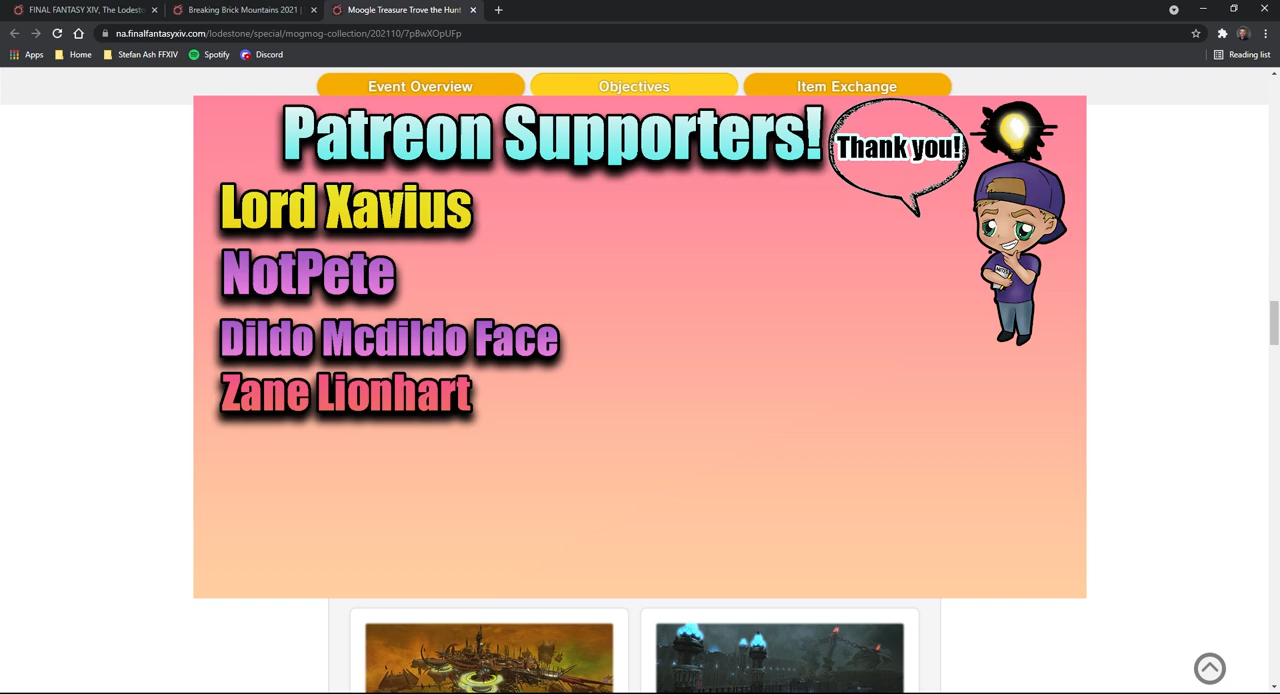 FINAL FANTASY XIV, The Lodesto
Breaking Brick Mountains 2021 |
Moogle Treasure Trove the Hunt
na.finalfantasyxiv.com/lodestone/special/mogmog-collection/202110/7pBwXOpUFp
Apps Home Stefan Ash FFXIV Spotify Discord Reading list
Event Overview Objectives Item Exchange
Patreon Supporters!
Thank you!
Lord Xavius
NotPete
NOTES
Dildo Mcdildo Face
Zane Lionhart